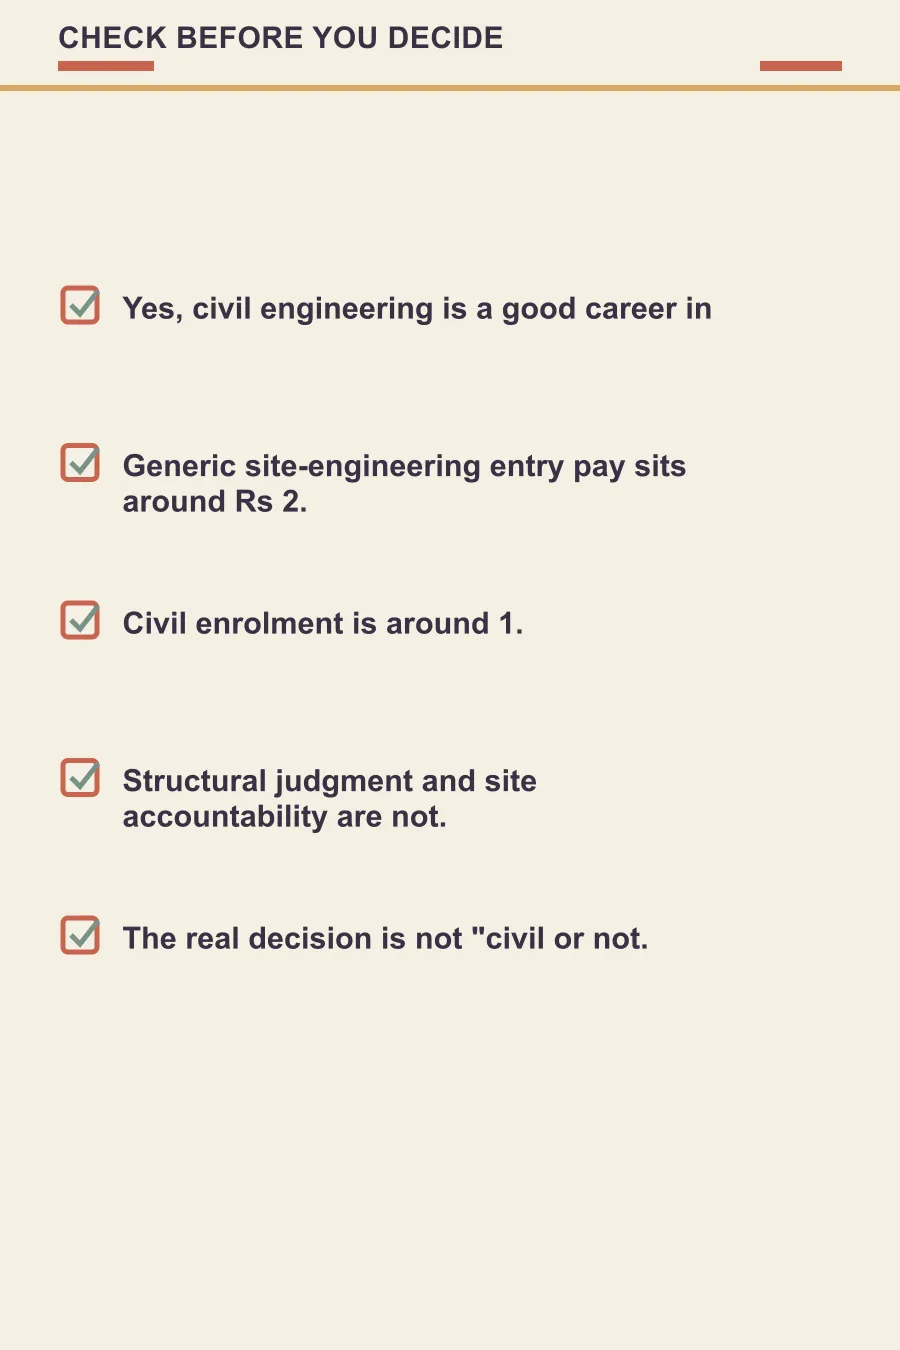 CHECK BEFORE YOU DECIDE
Yes, civil engineering is a good career in
Generic site-engineering entry pay sits
around Rs 2.
Civil enrolment is around 1.
Structural judgment and site
accountability are not.
The real decision is not "civil or not.